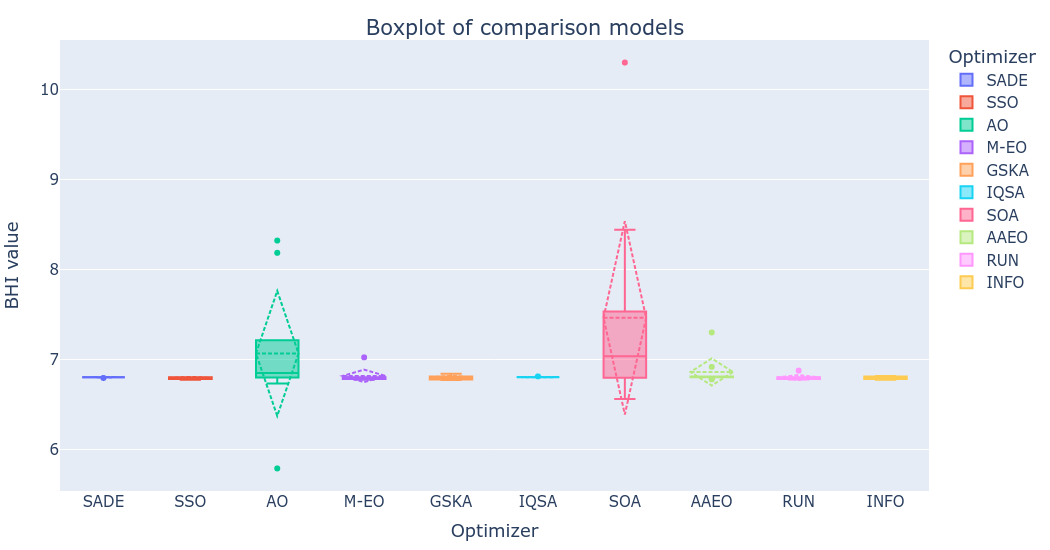 Boxplot of comparison models
BHI value
10
9
8
7
6
SADE
SSO
AO
M-EO
GSKA
IQSA
SOA
AAEO
RUN
INFO
Optimizer
Optimizer
SADE
SSO
AO
M-EO
GSKA
IQSA
SOA
AAEO
RUN
INFO